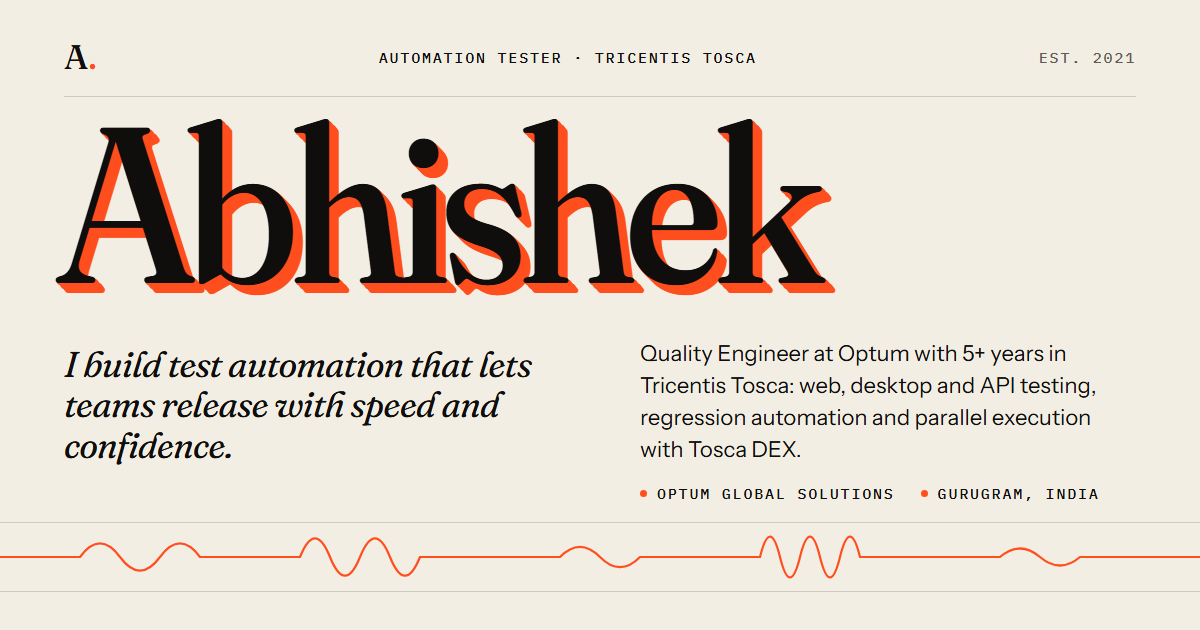 A.
AUTOMATION TESTER · TRICENTIS TOSCA
EST. 2021
Abhishek
I build test automation that lets
teams release with speed and
confidence.
Quality Engineer at Optum with 5+ years in
Tricentis Tosca: web, desktop and API testing,
regression automation and parallel execution
with Tosca DEX.
OPTUM GLOBAL SOLUTIONS
GURUGRAM, INDIA